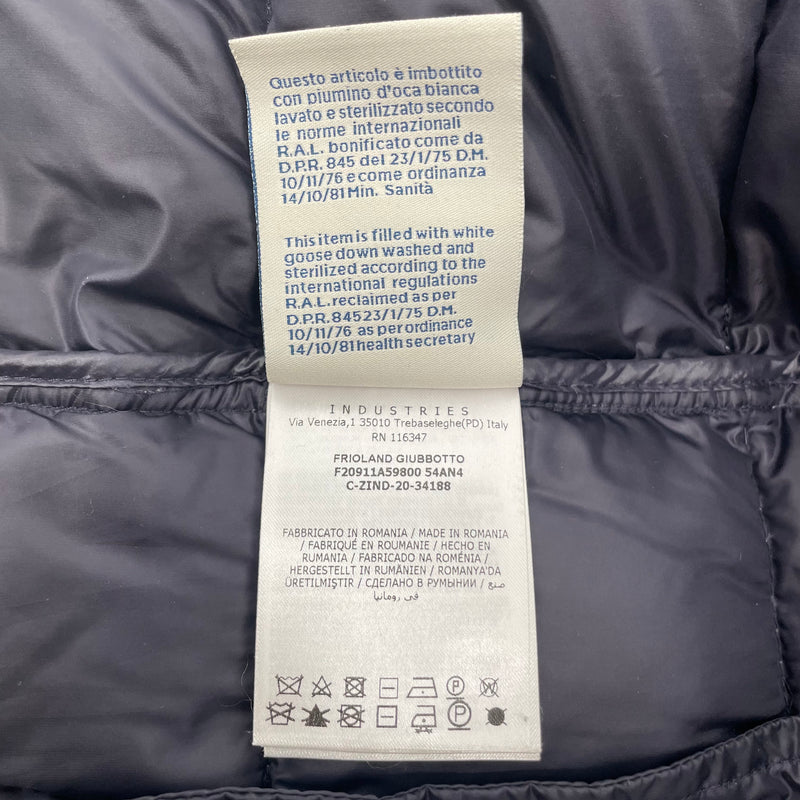 Questo articolo è imbottito
con piumino d'oca bianca
lavato e sterilizzato secondo
le norme internazionali
R.A.L. bonificato come da
D.P.R. 845 del 23/1/75 D.M.
10/11/76 e come ordinanza
14/10/81 Min. Sanità
This item is filled with white
goose down washed and
sterilized according to the
international regulations
R.A.L. reclaimed as per
D.P.R. 84523/1/75 D.M.
10/11/76 as per ordinance
14/10/81 health secretary
INDUSTRIES
Via Venezia,1 35010 Trebaseleghe(PD) Italy
RN 116347
FRIOLAND GIUBBOTTO
F20911A59800 54AN4
C-ZIND-20-34188
FABBRICATO IN ROMANIA / MADE IN ROMANIA
/ FABRIQUÉ EN ROUMANIE / HECHO EN
RUMANIA / FABRICADO NA ROMÉNIA /
HERGESTELLT IN RUMÄNIEN / ROMANYA'DA
ÜRETILMIŞTIR / СДЕЛАНО В РУМЫНИИ / صنع
في رومانيا
P W
P